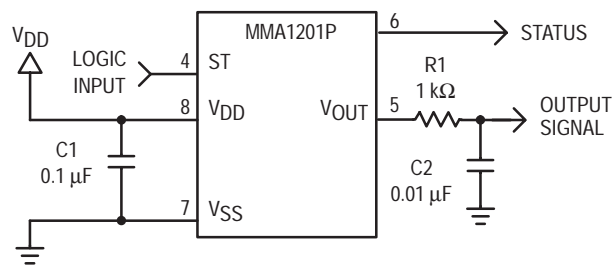 VDD
LOGIC
INPUT
4
ST
MMA1201P
6
STATUS
R1
1 kΩ
8
VDD
VOUT
5
OUTPUT
SIGNAL
C1
0.1 μF
C2
0.01 μF
7
VSS